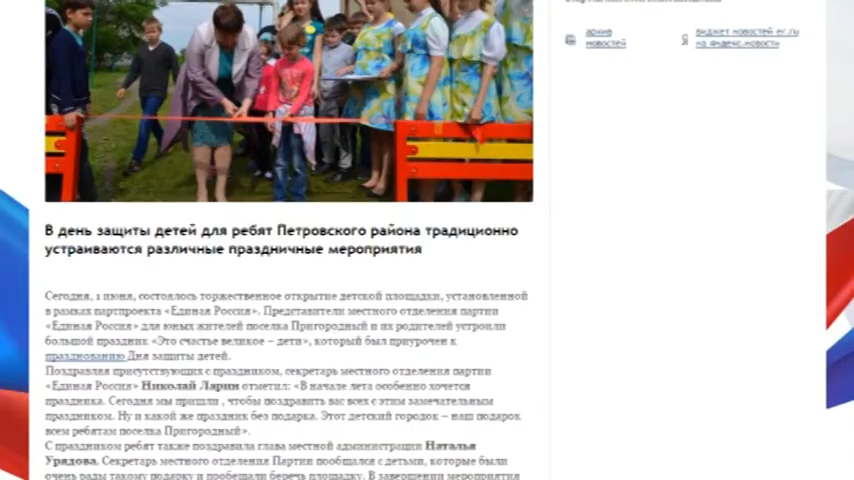 архив
новостей
виджет новостей er.ru
на яндекс.новости
В день защиты детей для ребят Петровского района традиционно
устраиваются различные праздничные мероприятия
Сегодня, 1 июня, состоялось торжественное открытие детской площадки, установленной
в рамках партпроекта «Единая Россия». Представители местного отделения партии
«Единая Россия» для юных жителей поселка Пригородный и их родителей устроили
большой праздник «Это счастье великое – дети», который был приурочен к
празднованию Дня защиты детей.
Поздравляя присутствующих с праздником, секретарь местного отделения партии
«Единая Россия» Николай Ларин отметил: «В начале лета особенно хочется
праздника. Сегодня мы пришли , чтобы поздравить вас всех с этим замечательным
праздником. Ну и какой же праздник без подарка. Этот детский городок – наш подарок
всем ребятам поселка Пригородный».
С праздником ребят также поздравила глава местной администрации Наталья
Урядова. Секретарь местного отделения Партии пообщался с детьми, которые были
очень рады такому подарку и пообещали беречь площадку. В завершении мероприятия